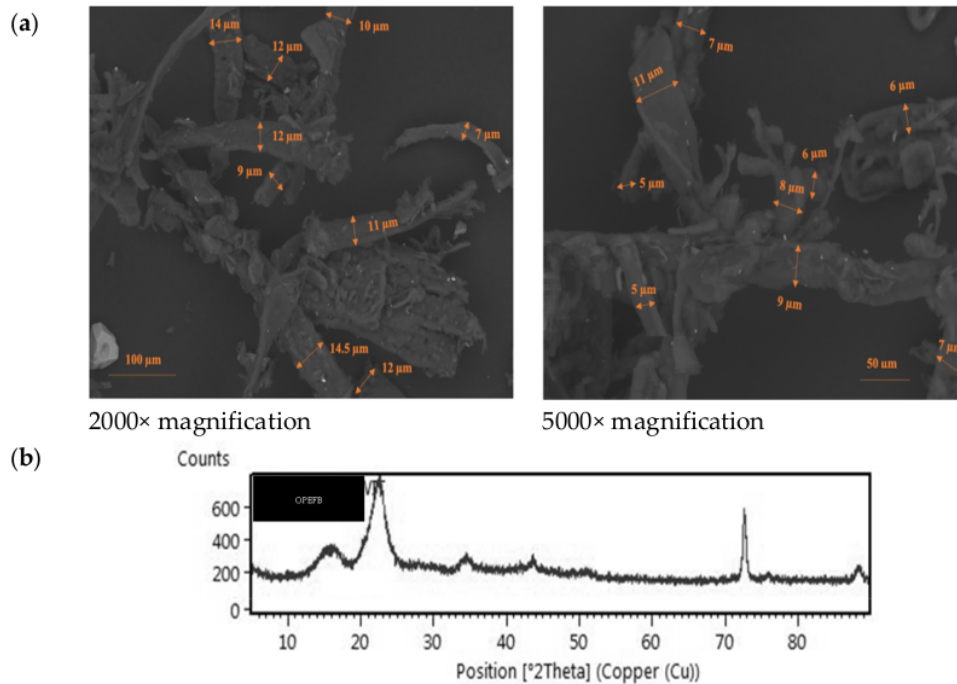 (a)
14 µm
10 µm
12 µm
12 µm
7 µm
9 µm
11 µm
14.5 µm
12 µm
100 µm
7 µm
11 µm
6 µm
6 µm
5 µm
8 µm
5 µm
9 µm
7 µm
50 µm
2000× magnification
5000× magnification
(b)
Counts
OPEFB
600
400
200
0
10 20 30 40 50 60 70 80
Position [°2Theta] (Copper (Cu))